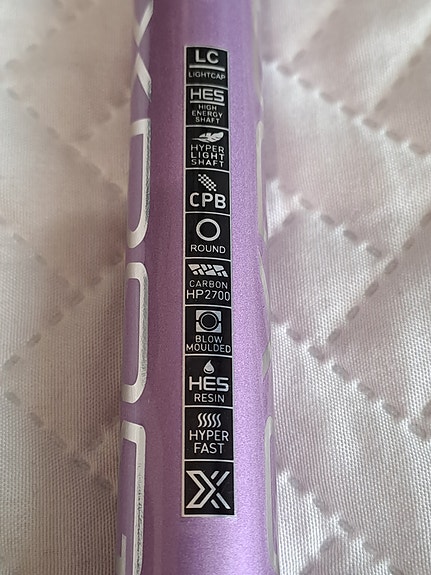 LC
LIGHTCAP
HES
HIGH
ENERGY
SHAFT
HYPER
LIGHT
SHAFT
CPB
ROUND
CARBON
HP2700
BLOW
MOULDED
HES
RESIN
HYPER
FAST